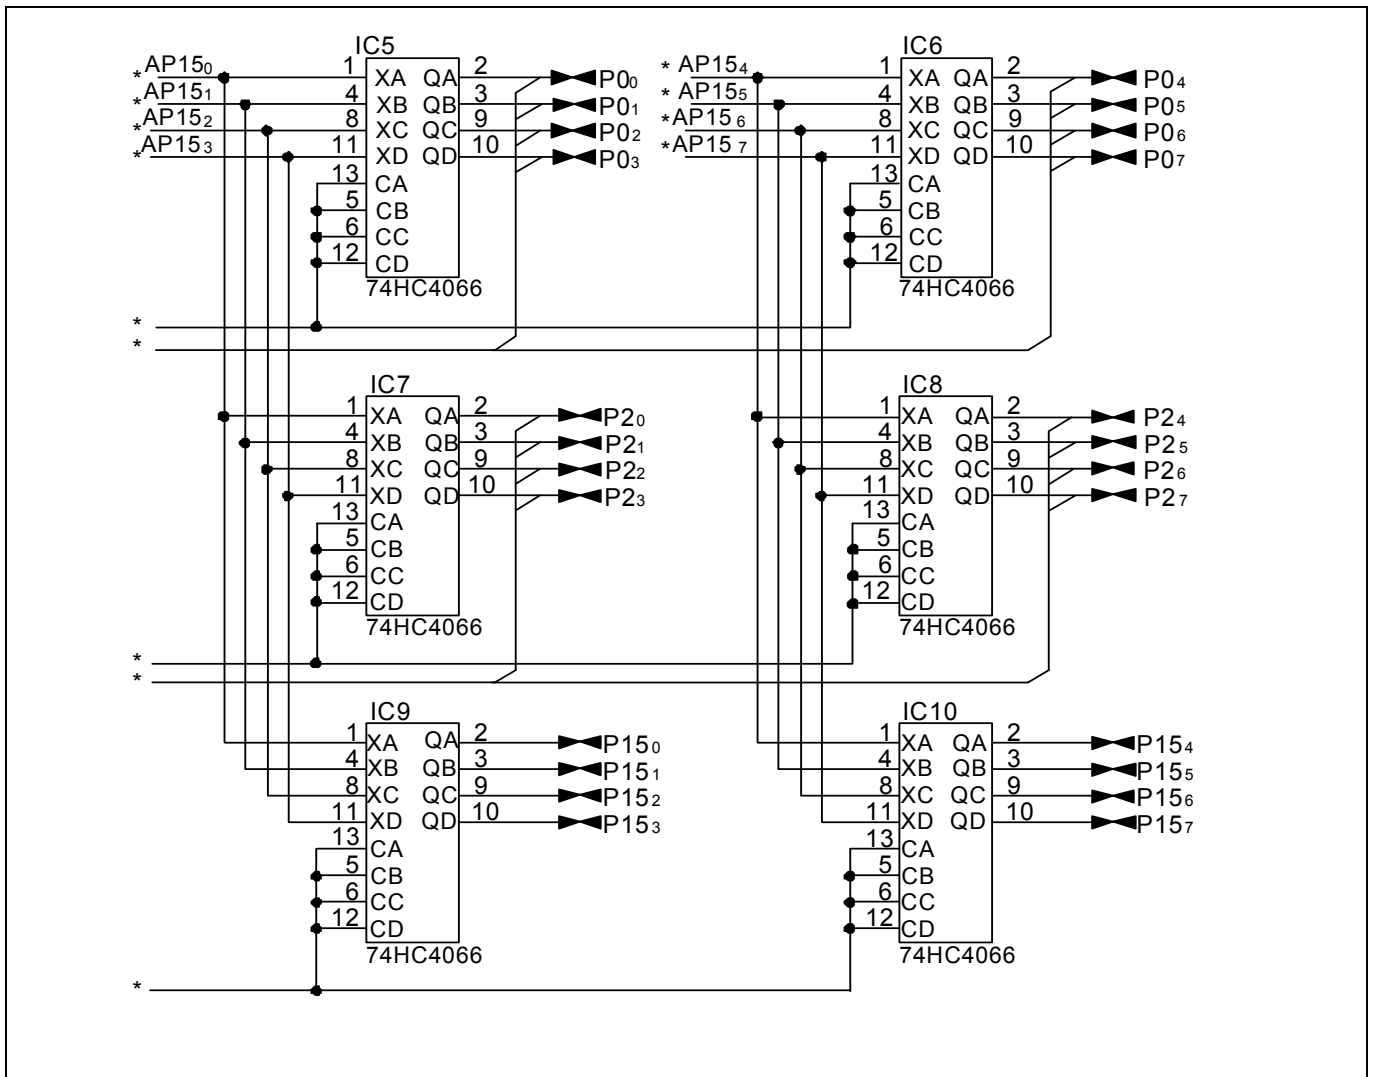 IC5
* AP15₀ 1 XA QA 2 P0₀
* AP15₁ 4 XB QB 3 P0₁
* AP15₂ 8 XC QC 9 P0₂
* AP15₃ 11 XD QD 10 P0₃
13 CA
5 CB
6 CC
12 CD
74HC4066
IC6
* AP15₄ 1 XA QA 2 P0₄
* AP15₅ 4 XB QB 3 P0₅
* AP15₆ 8 XC QC 9 P0₆
* AP15₇ 11 XD QD 10 P0₇
13 CA
5 CB
6 CC
12 CD
74HC4066
*
*
IC7
1 XA QA 2 P2₀
4 XB QB 3 P2₁
8 XC QC 9 P2₂
11 XD QD 10 P2₃
13 CA
5 CB
6 CC
12 CD
74HC4066
IC8
1 XA QA 2 P2₄
4 XB QB 3 P2₅
8 XC QC 9 P2₆
11 XD QD 10 P2₇
13 CA
5 CB
6 CC
12 CD
74HC4066
*
*
IC9
1 XA QA 2 P15₀
4 XB QB 3 P15₁
8 XC QC 9 P15₂
11 XD QD 10 P15₃
13 CA
5 CB
6 CC
12 CD
74HC4066
IC10
1 XA QA 2 P15₄
4 XB QB 3 P15₅
8 XC QC 9 P15₆
11 XD QD 10 P15₇
13 CA
5 CB
6 CC
12 CD
74HC4066
*